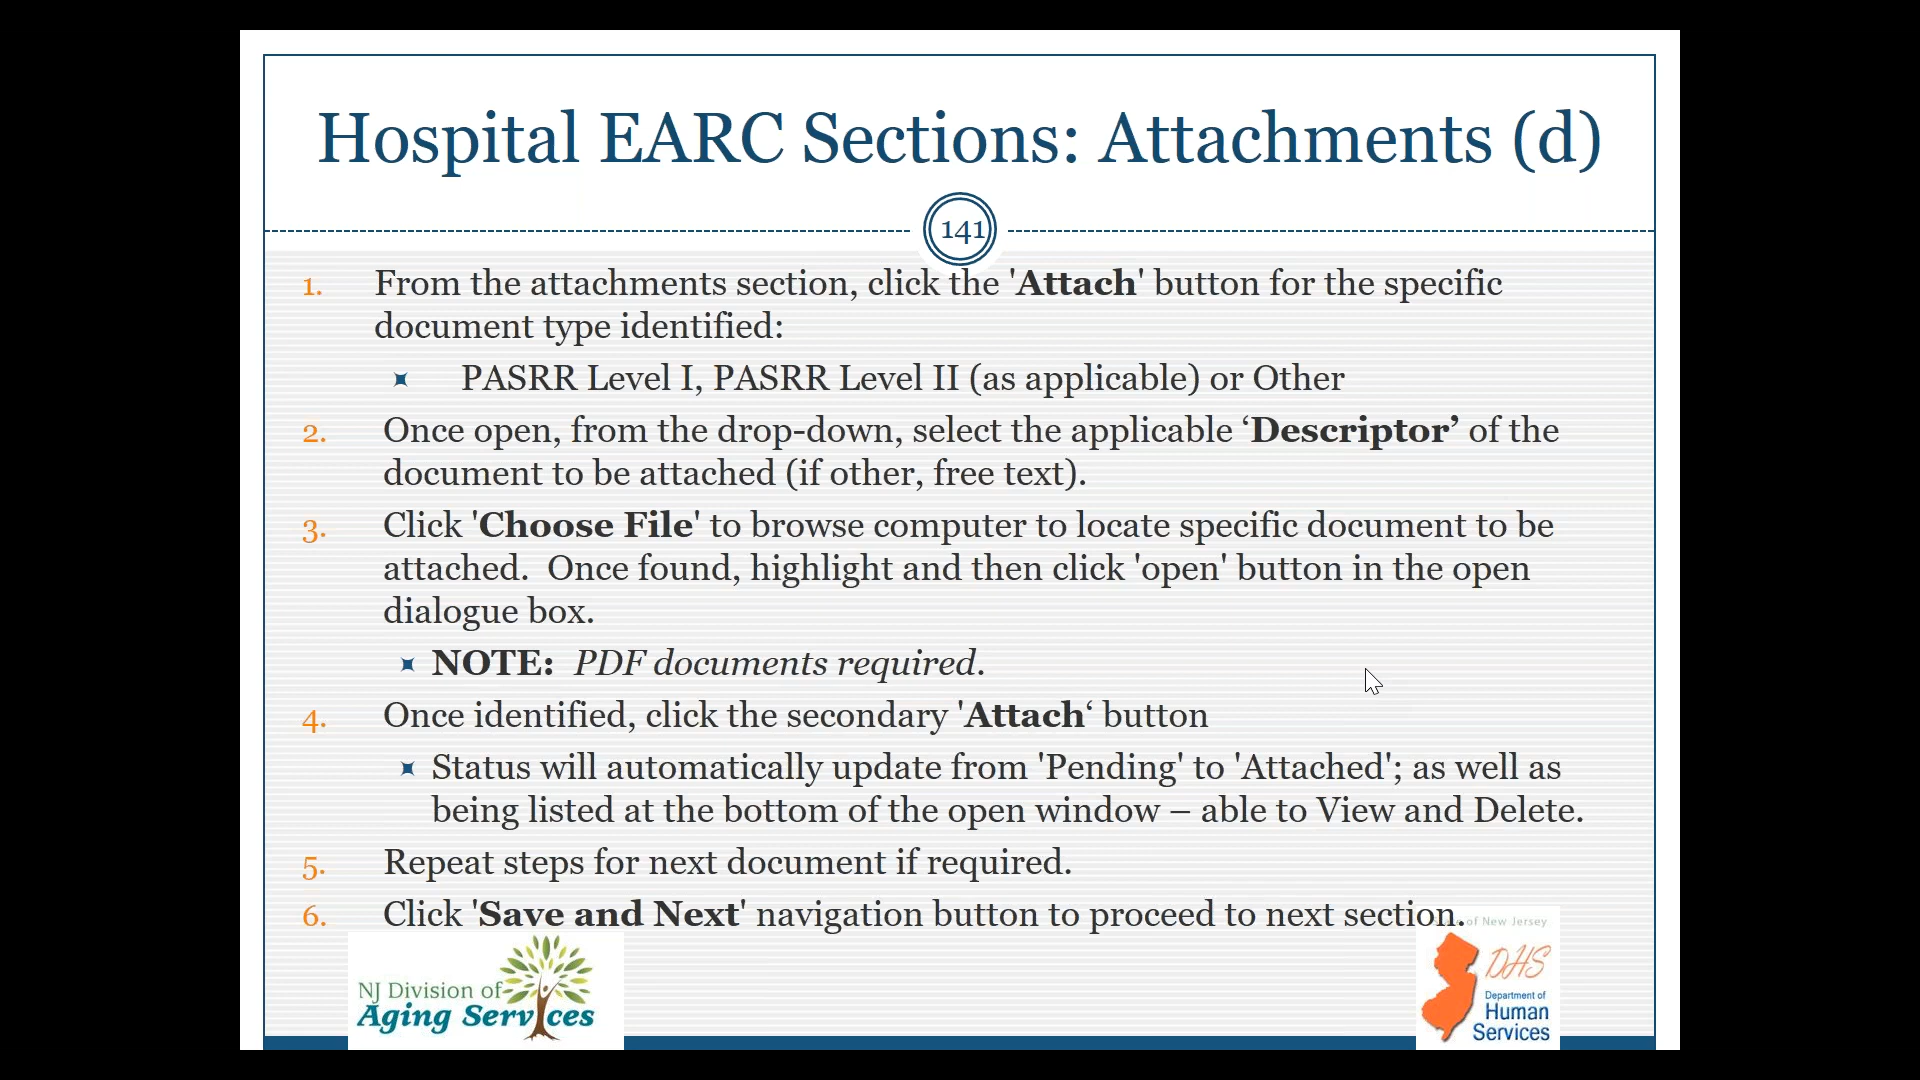 Hospital EARC Sections: Attachments (d)
141
1. From the attachments section, click the 'Attach' button for the specific
document type identified:
PASRR Level I, PASRR Level II (as applicable) or Other
2. Once open, from the drop-down, select the applicable ‘Descriptor’ of the
document to be attached (if other, free text).
3. Click 'Choose File' to browse computer to locate specific document to be
attached.  Once found, highlight and then click 'open' button in the open
dialogue box.
NOTE:  PDF documents required.
4. Once identified, click the secondary 'Attach‘ button
Status will automatically update from 'Pending' to 'Attached'; as well as
being listed at the bottom of the open window – able to View and Delete.
5. Repeat steps for next document if required.
6. Click 'Save and Next' navigation button to proceed to next section.
NJ Division of
Aging Services
of New Jersey
DHS
Department of
Human
Services